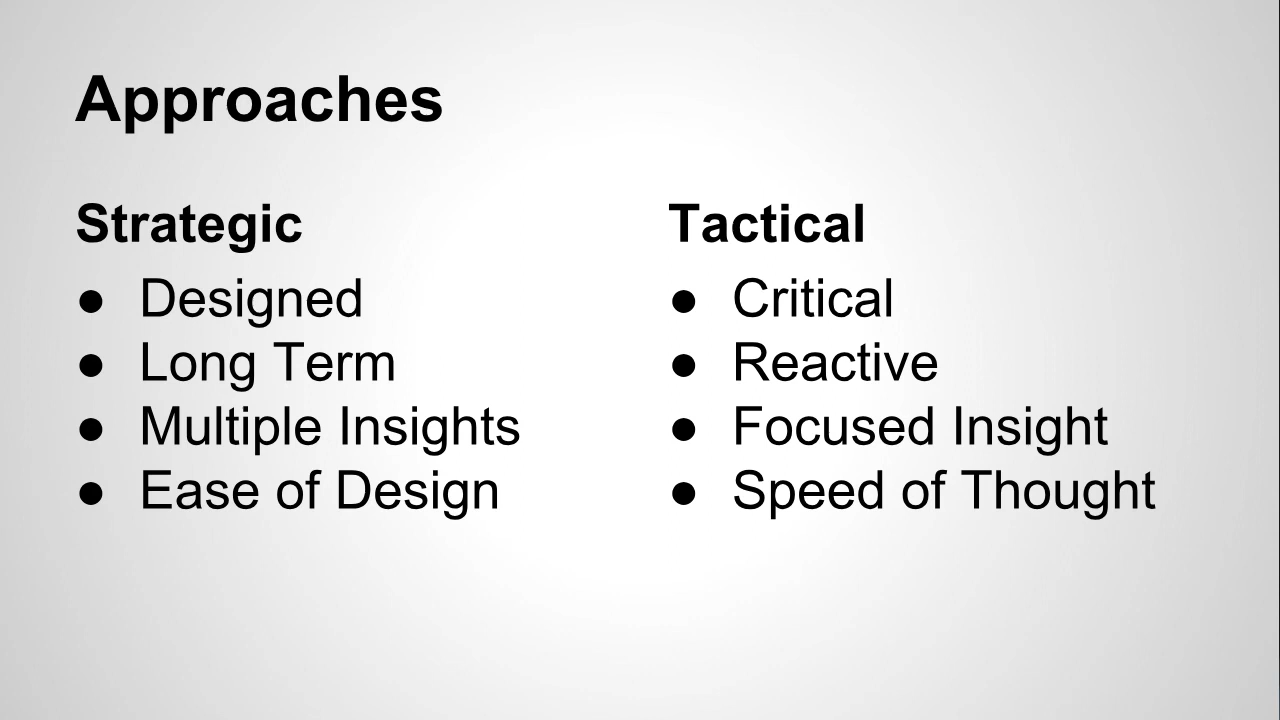 Approaches
Strategic
● Designed
● Long Term
● Multiple Insights
● Ease of Design
Tactical
● Critical
● Reactive
● Focused Insight
● Speed of Thought